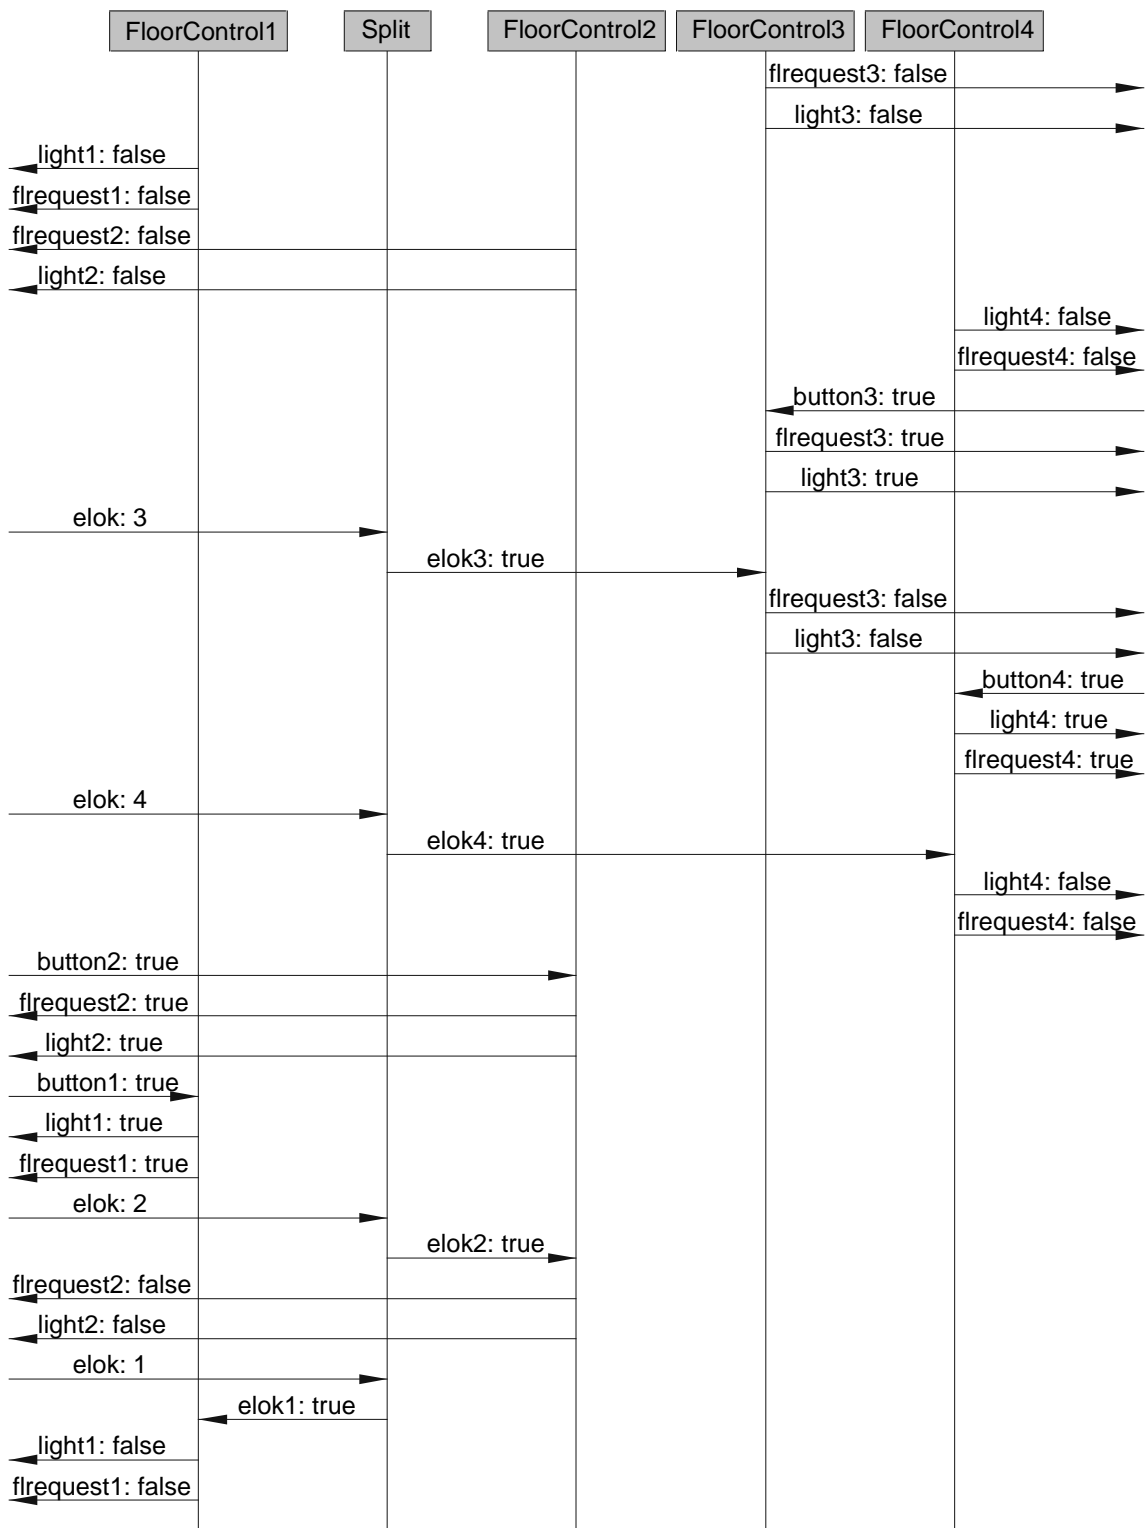 FloorControl1 Split FloorControl2 FloorControl3 FloorControl4
flrequest3: false
light3: false
light1: false
flrequest1: false
flrequest2: false
light2: false
light4: false
flrequest4: false
button3: true
flrequest3: true
light3: true
elok: 3
elok3: true
flrequest3: false
light3: false
button4: true
light4: true
flrequest4: true
elok: 4
elok4: true
light4: false
flrequest4: false
button2: true
flrequest2: true
light2: true
button1: true
light1: true
flrequest1: true
elok: 2
elok2: true
flrequest2: false
light2: false
elok: 1
elok1: true
light1: false
flrequest1: false